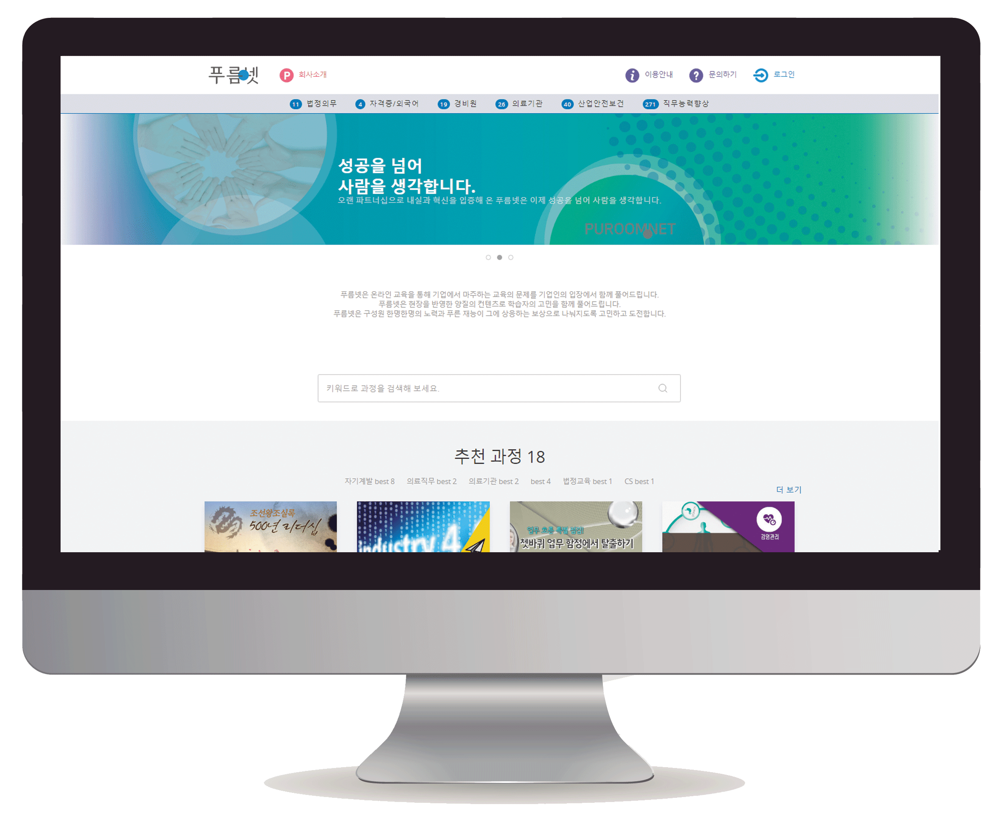 푸름넷
P 회사소개
i 이용안내
? 문의하기
로그인
11 법정의무 4 자격증/외국어 19 경비원 26 의료기관 40 산업안전보건 271 직무능력향상
성공을 넘어
사람을 생각합니다.
오랜 파트너십으로 내실과 혁신을 입증해 온 푸름넷은 이제 성공을 넘어 사람을 생각합니다.
PUROOMNET
푸름넷은 온라인 교육을 통해 기업에서 마주하는 교육의 문제를 기업인의 입장에서 함께 풀어드립니다.
푸름넷은 현장을 반영한 양질의 컨텐츠로 학습자의 고민을 함께 풀어드립니다.
푸름넷은 구성원 한명한명의 노력과 푸른 재능이 그에 상응하는 보상으로 나눠지도록 고민하고 도전합니다.
키워드로 과정을 검색해 보세요.
추천 과정 18
자기계발 best 8 의료직무 best 2 의료기관 best 2 best 4 법정교육 best 1 CS best 1
더 보기
조선왕조실록
500년 리더십
industry 4
업무 흐름 특별 점검!
쳇바퀴 업무 함정에서 탈출하기
감염관리